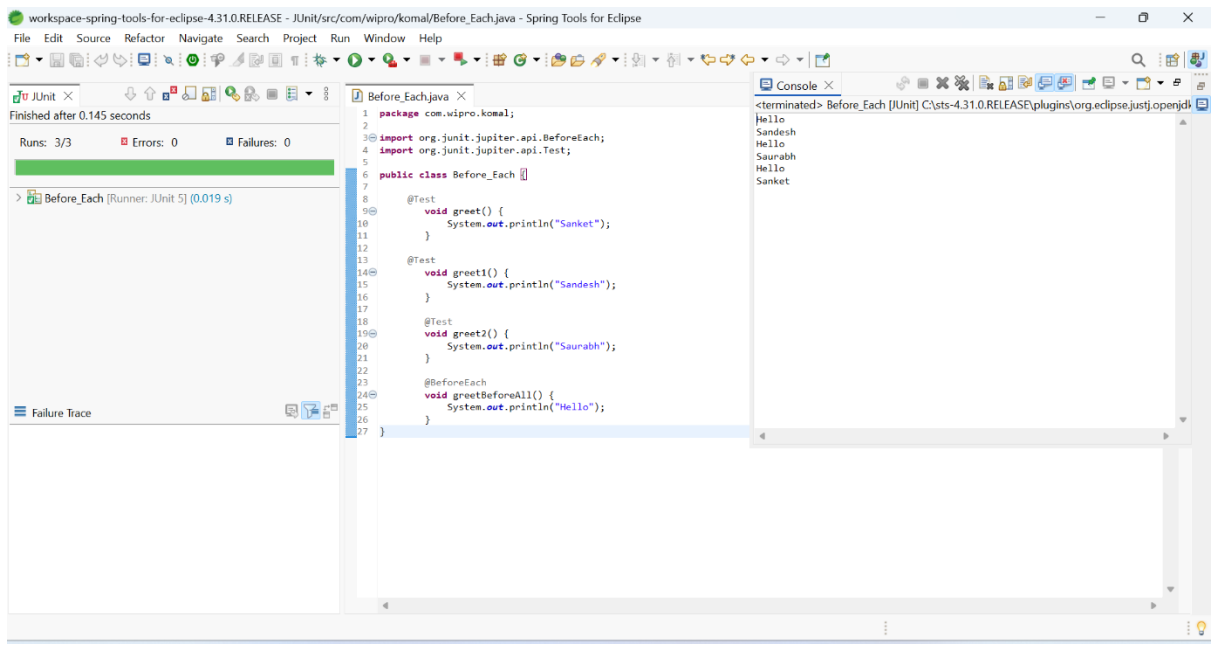 workspace-spring-tools-for-eclipse-4.31.0.RELEASE - JUnit/src/com/wipro/komal/Before_Each.java - Spring Tools for Eclipse
File Edit Source Refactor Navigate Search Project Run Window Help
JUnit
Finished after 0.145 seconds
Runs: 3/3 Errors: 0 Failures: 0
Before_Each [Runner: JUnit 5] (0.019 s)
Failure Trace
Before_Each.java
1 package com.wipro.komal;
2
3 import org.junit.jupiter.api.BeforeEach;
4 import org.junit.jupiter.api.Test;
5
6 public class Before_Each {
7
8 @Test
9 void greet() {
10 System.out.println("Sanket");
11 }
12
13 @Test
14 void greet1() {
15 System.out.println("Sandesh");
16 }
17
18 @Test
19 void greet2() {
20 System.out.println("Saurabh");
21 }
22
23 @BeforeEach
24 void greetBeforeAll() {
25 System.out.println("Hello");
26 }
27 }
Console
<terminated> Before_Each [JUnit] C:\sts-4.31.0.RELEASE\plugins\org.eclipse.justj.openjdk
Hello
Sandesh
Hello
Saurabh
Hello
Sanket